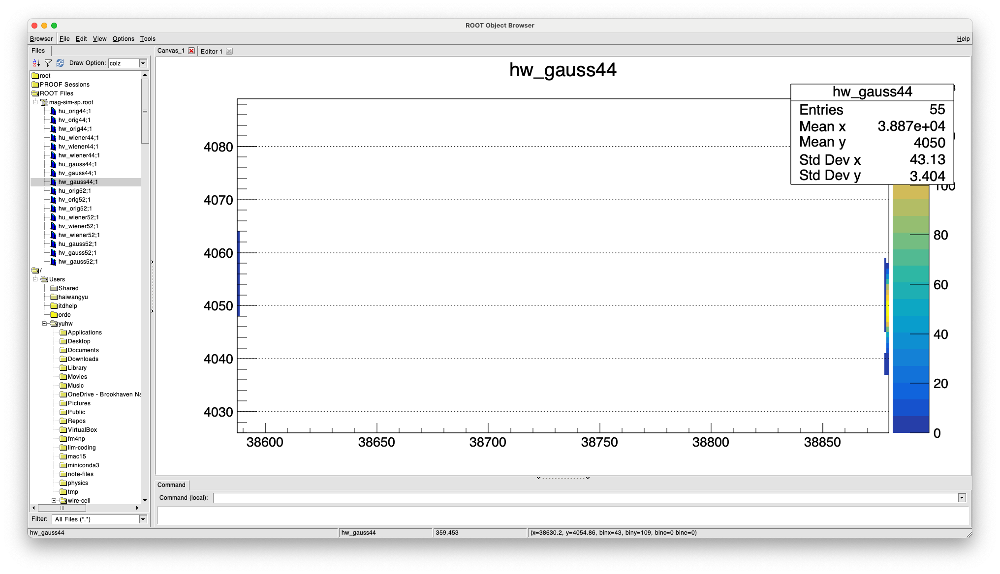 ROOT Object Browser
Browser File Edit View Options Tools Help
Files
Canvas_1 Editor 1
Draw Option: colz
root
PROOF Sessions
ROOT Files
mag-sim-sp.root
hu_orig44;1
hv_orig44;1
hw_orig44;1
hu_wiener44;1
hv_wiener44;1
hw_wiener44;1
hu_gauss44;1
hv_gauss44;1
hw_gauss44;1
hu_orig52;1
hv_orig52;1
hw_orig52;1
hu_wiener52;1
hv_wiener52;1
hw_wiener52;1
hu_gauss52;1
hv_gauss52;1
hw_gauss52;1
/
Users
Shared
haiwangyu
itdhelp
ordo
yuhw
Applications
Desktop
Documents
Downloads
Library
Movies
Music
OneDrive - Brookhaven Na
Pictures
Public
Repos
VirtualBox
fm4np
llm-coding
mac15
miniconda3
note-files
physics
tmp
wire-cell
Filter: All Files (*.*)
hw_gauss44
hw_gauss44
Entries 55
Mean x 3.887e+04
Mean y 4050
Std Dev x 43.13
Std Dev y 3.404
4080
4070
4060
4050
4040
4030
38600 38650 38700 38750 38800 38850
100
80
60
40
20
0
Command
Command (local):
hw_gauss44 hw_gauss44 359,453 (x=38630.2, y=4054.86, binx=43, biny=109, binc=0 bine=0)